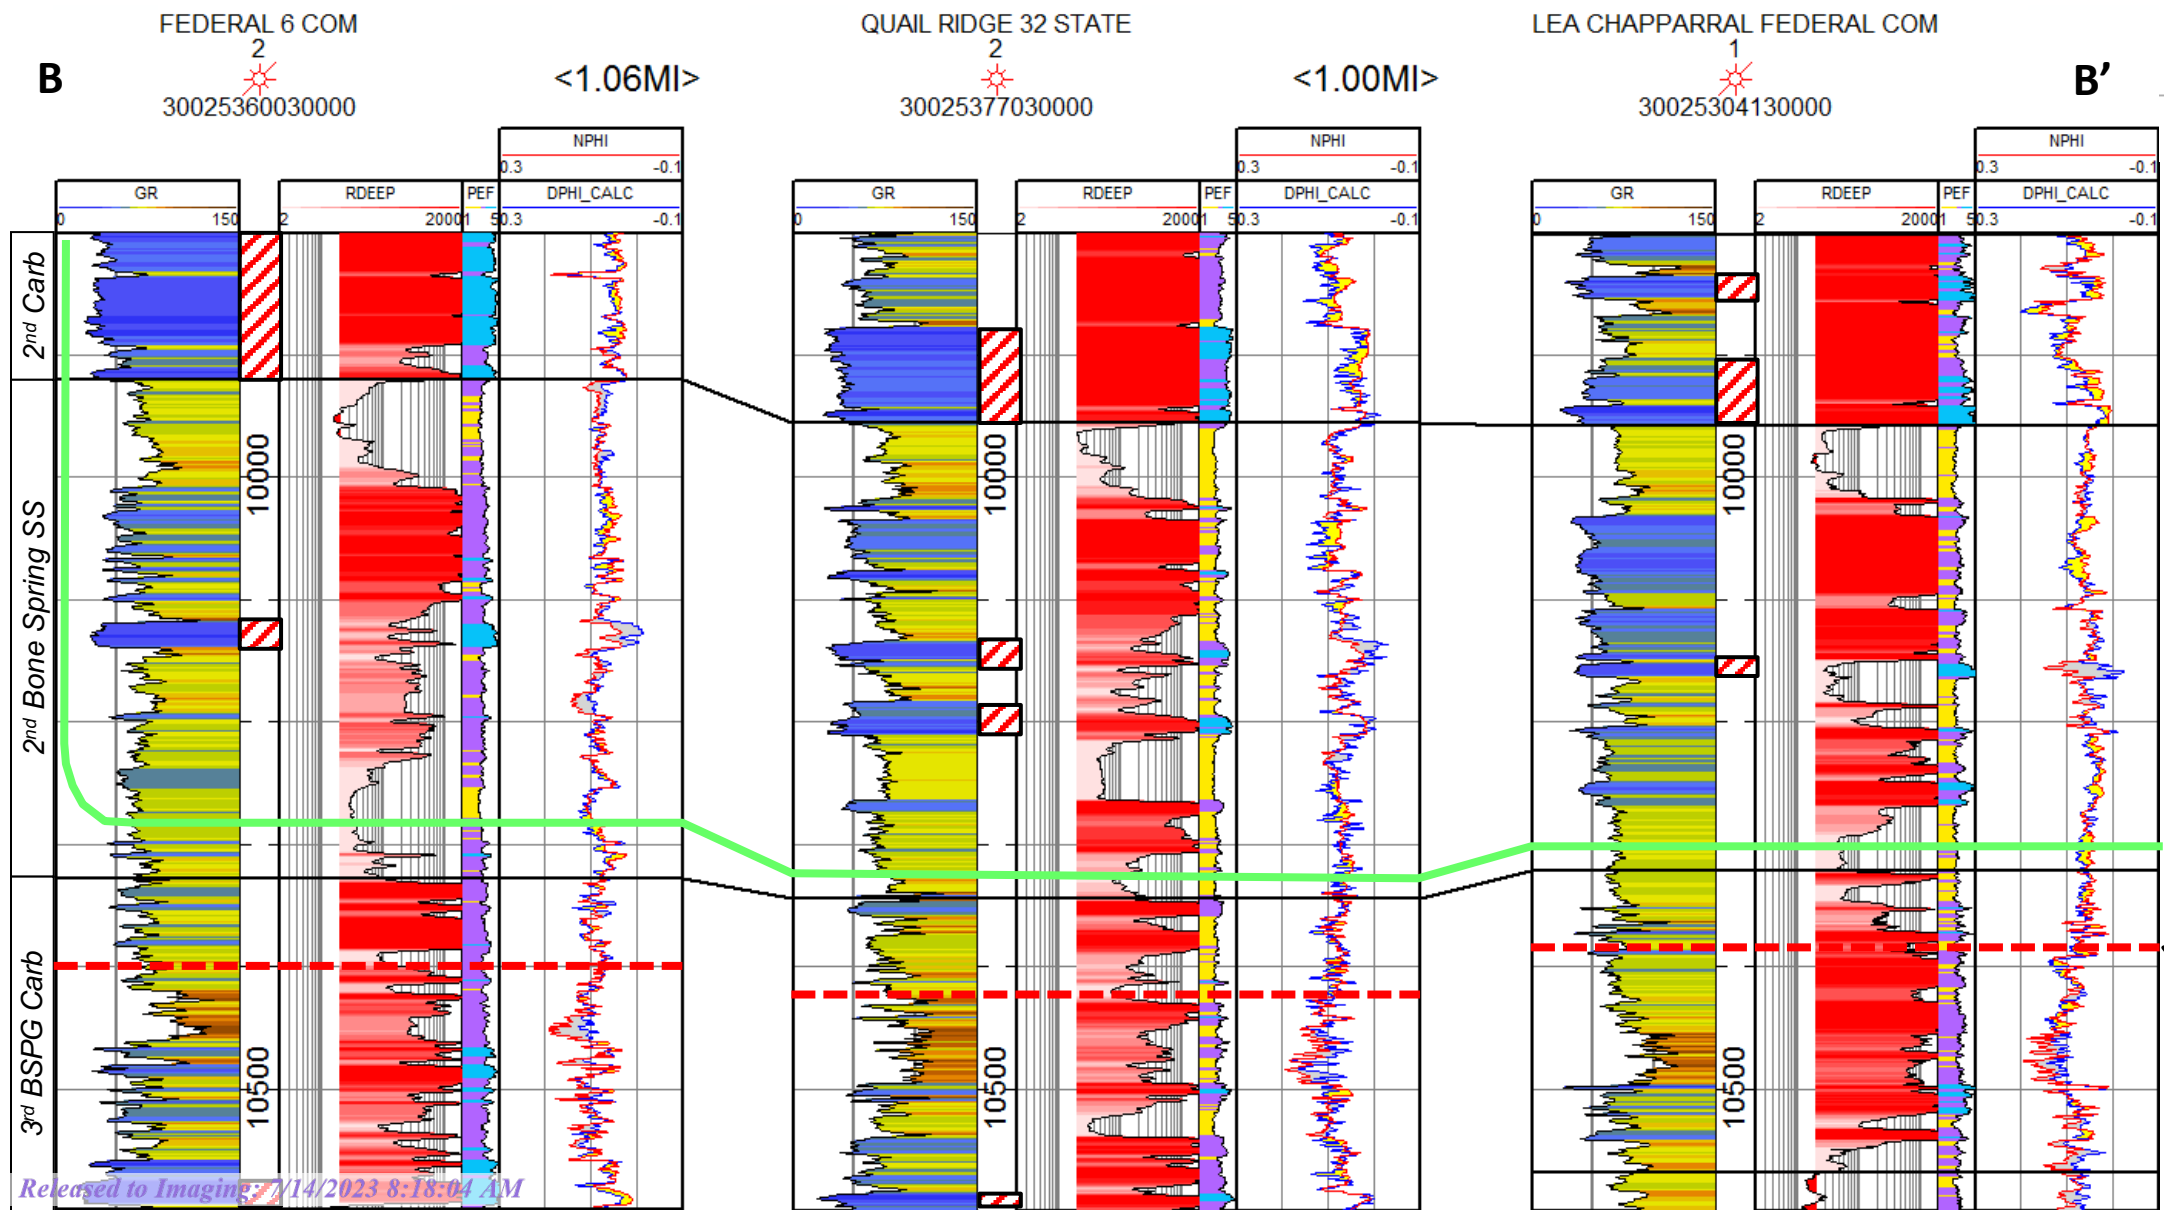 FEDERAL 6 COM
2
30025360030000
B
<1.06MI>
QUAIL RIDGE 32 STATE
2
30025377030000
<1.00MI>
LEA CHAPPARRAL FEDERAL COM
1
30025304130000
B’
NPHI
0.3 -0.1
GR RDEEP PEF DPHI_CALC
0 150 2 2000 1 5 0.3 -0.1
NPHI
0.3 -0.1
GR RDEEP PEF DPHI_CALC
0 150 2 2000 1 5 0.3 -0.1
NPHI
0.3 -0.1
GR RDEEP PEF DPHI_CALC
0 150 2 2000 1 5 0.3 -0.1
2nd Carb
2nd Bone Spring SS
3rd BSPG Carb
10000
10500
10000
10500
10000
10500
Released to Imaging: 7/14/2023 8:18:04 AM